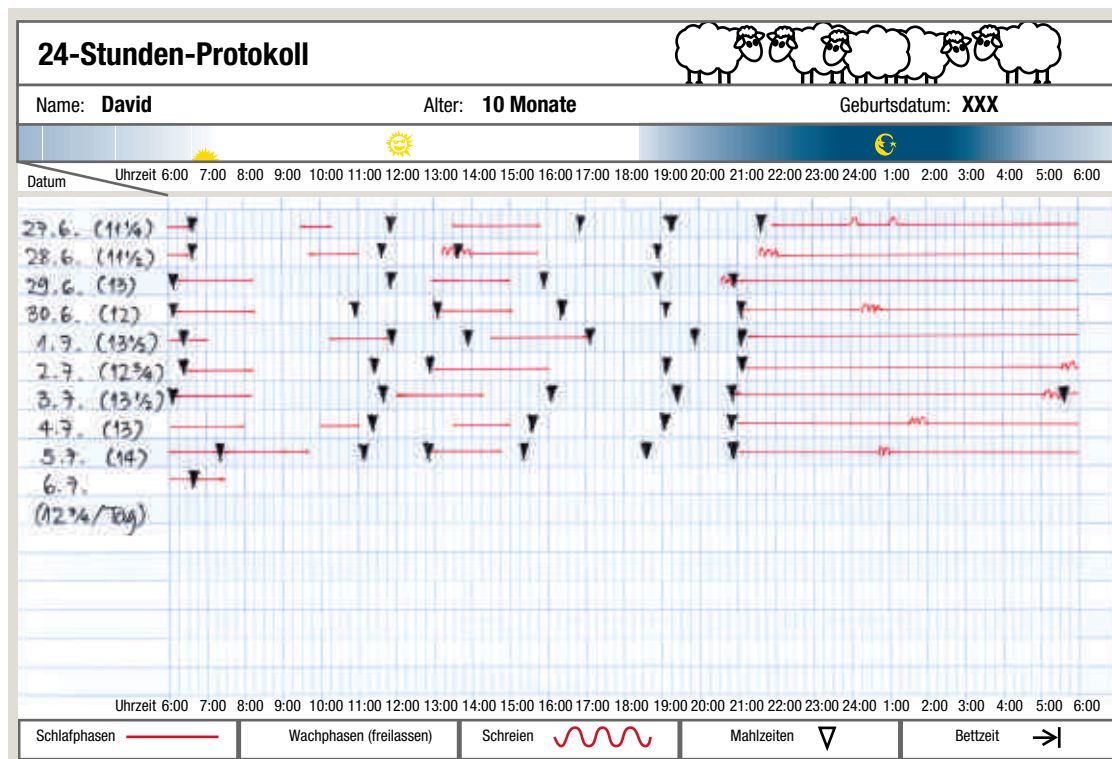 24-Stunden-Protokoll
Name: David Alter: 10 Monate Geburtsdatum: XXX
Datum Uhrzeit 6:00 7:00 8:00 9:00 10:00 11:00 12:00 13:00 14:00 15:00 16:00 17:00 18:00 19:00 20:00 21:00 22:00 23:00 24:00 1:00 2:00 3:00 4:00 5:00 6:00
27.6. (11¼)
28.6. (11½)
29.6. (13)
30.6. (12)
1.7. (13½)
2.7. (12¾)
3.7. (13½)
4.7. (13)
5.7. (14)
6.7.
(12¾/Tag)
Uhrzeit 6:00 7:00 8:00 9:00 10:00 11:00 12:00 13:00 14:00 15:00 16:00 17:00 18:00 19:00 20:00 21:00 22:00 23:00 24:00 1:00 2:00 3:00 4:00 5:00 6:00
Schlafphasen Wachphasen (freilassen) Schreien Mahlzeiten Bettzeit